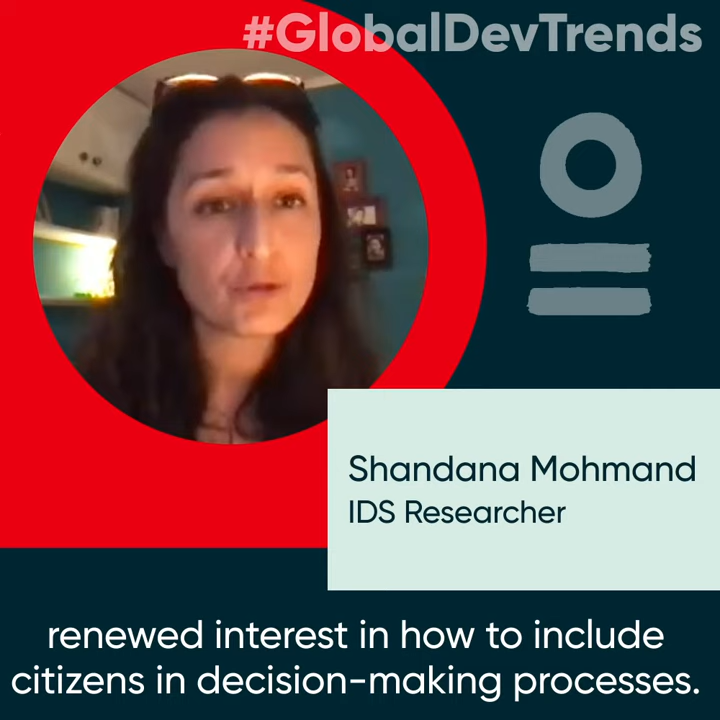 #GlobalDevTrends
Shandana Mohmand
IDS Researcher
renewed interest in how to include
citizens in decision-making processes.